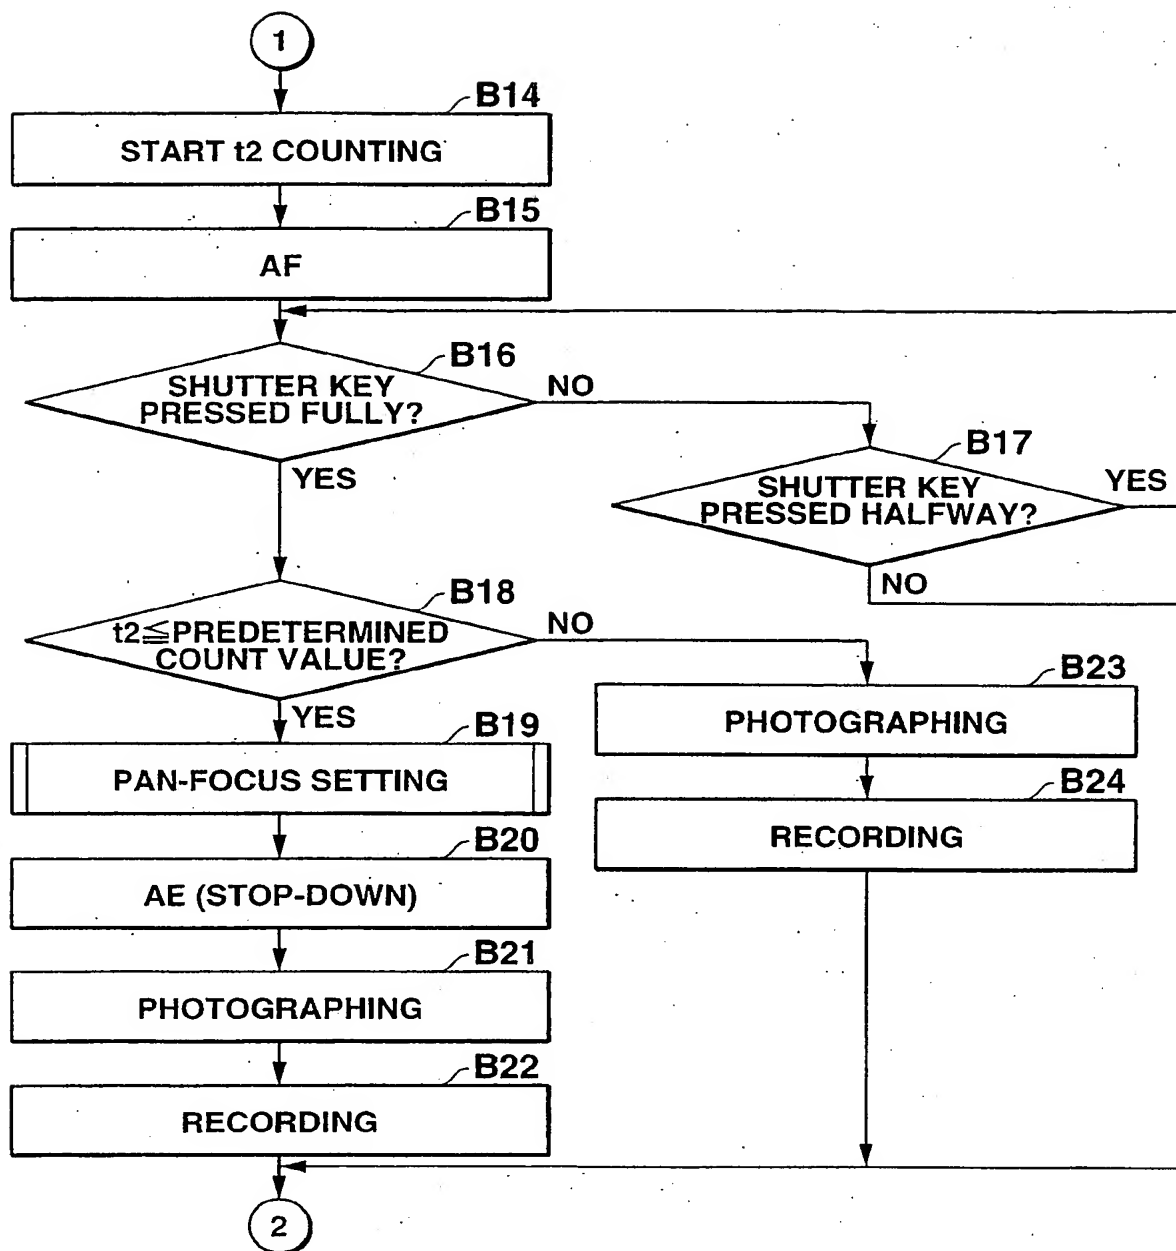 1
B14
START t2 COUNTING
B15
AF
B16
SHUTTER KEY
PRESSED FULLY?
NO
YES
B17
SHUTTER KEY
PRESSED HALFWAY?
YES
NO
B18
t2≦PREDETERMINED
COUNT VALUE?
NO
YES
B19
PAN-FOCUS SETTING
B20
AE (STOP-DOWN)
B21
PHOTOGRAPHING
B22
RECORDING
B23
PHOTOGRAPHING
B24
RECORDING
2